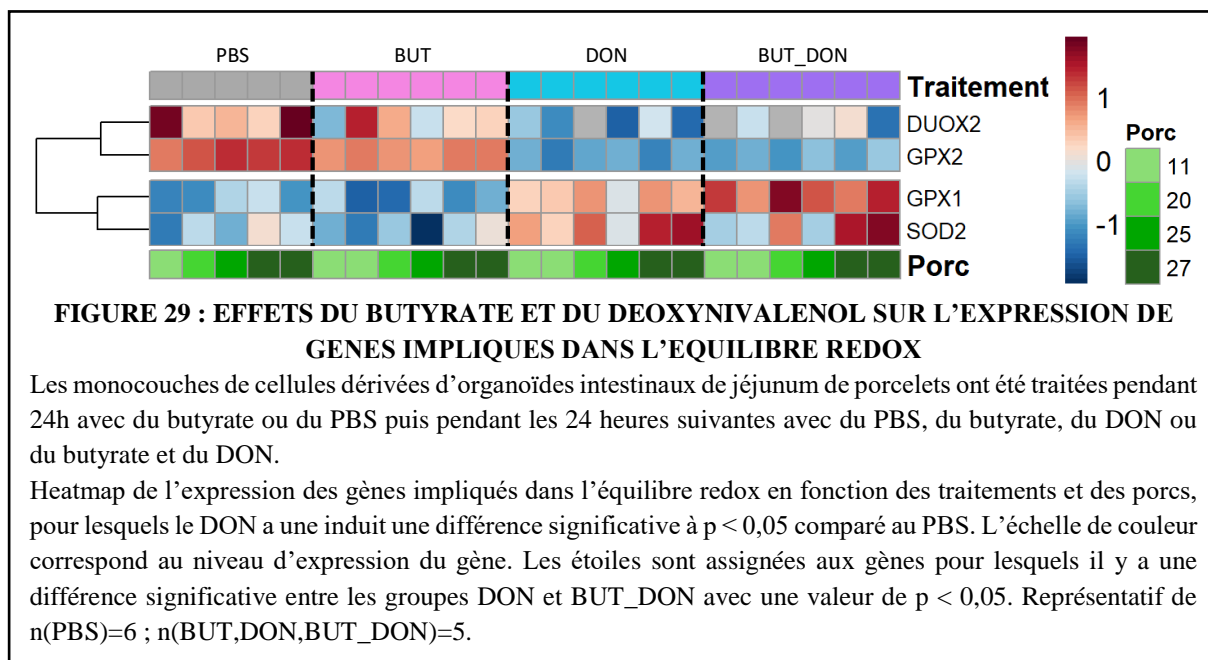 PBS BUT DON BUT_DON
Traitement
DUOX2
GPX2
GPX1
SOD2
Porc
1
0
-1
Porc
11
20
25
27
FIGURE 29 : EFFETS DU BUTYRATE ET DU DEOXYNIVALENOL SUR L'EXPRESSION DE
GENES IMPLIQUES DANS L'EQUILIBRE REDOX
Les monocouches de cellules dérivées d'organoïdes intestinaux de jéjunum de porcelets ont été traitées pendant
24h avec du butyrate ou du PBS puis pendant les 24 heures suivantes avec du PBS, du butyrate, du DON ou
du butyrate et du DON.
Heatmap de l'expression des gènes impliqués dans l'équilibre redox en fonction des traitements et des porcs,
pour lesquels le DON a une induit une différence significative à p < 0,05 comparé au PBS. L'échelle de couleur
correspond au niveau d'expression du gène. Les étoiles sont assignées aux gènes pour lesquels il y a une
différence significative entre les groupes DON et BUT_DON avec une valeur de p < 0,05. Représentatif de
n(PBS)=6 ; n(BUT,DON,BUT_DON)=5.